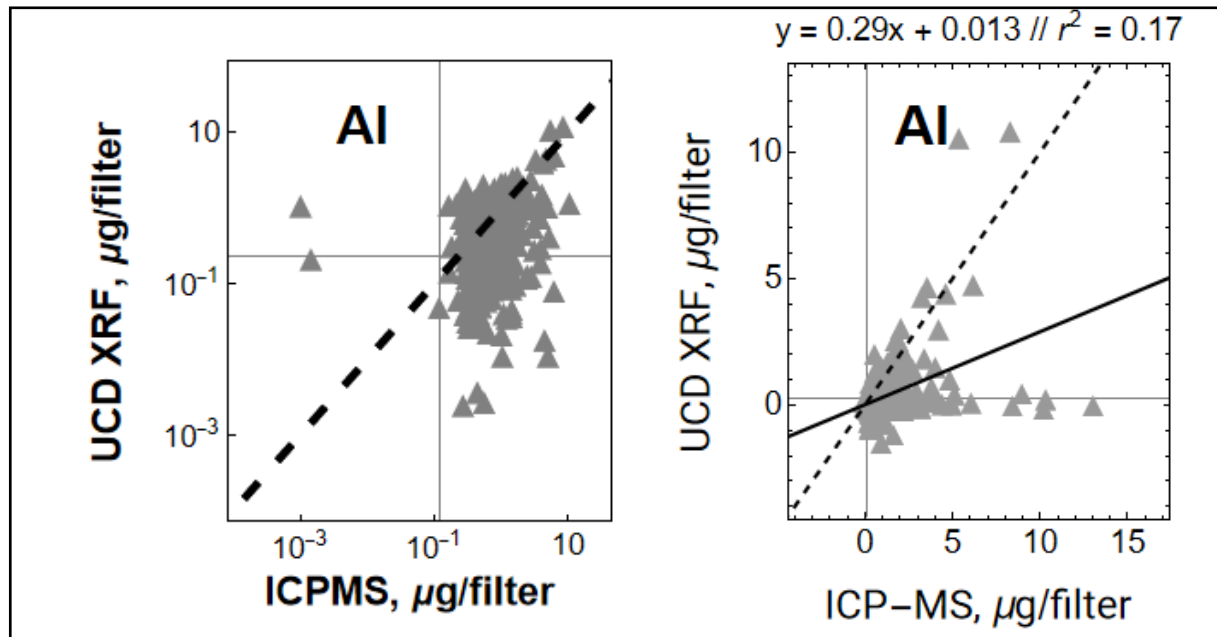 y = 0.29x + 0.013 // r² = 0.17
Al
UCD XRF, µg/filter
10
10⁻¹
10⁻³
10⁻³
10⁻¹
10
ICPMS, µg/filter
Al
UCD XRF, µg/filter
10
5
0
0
5
10
15
ICP−MS, µg/filter